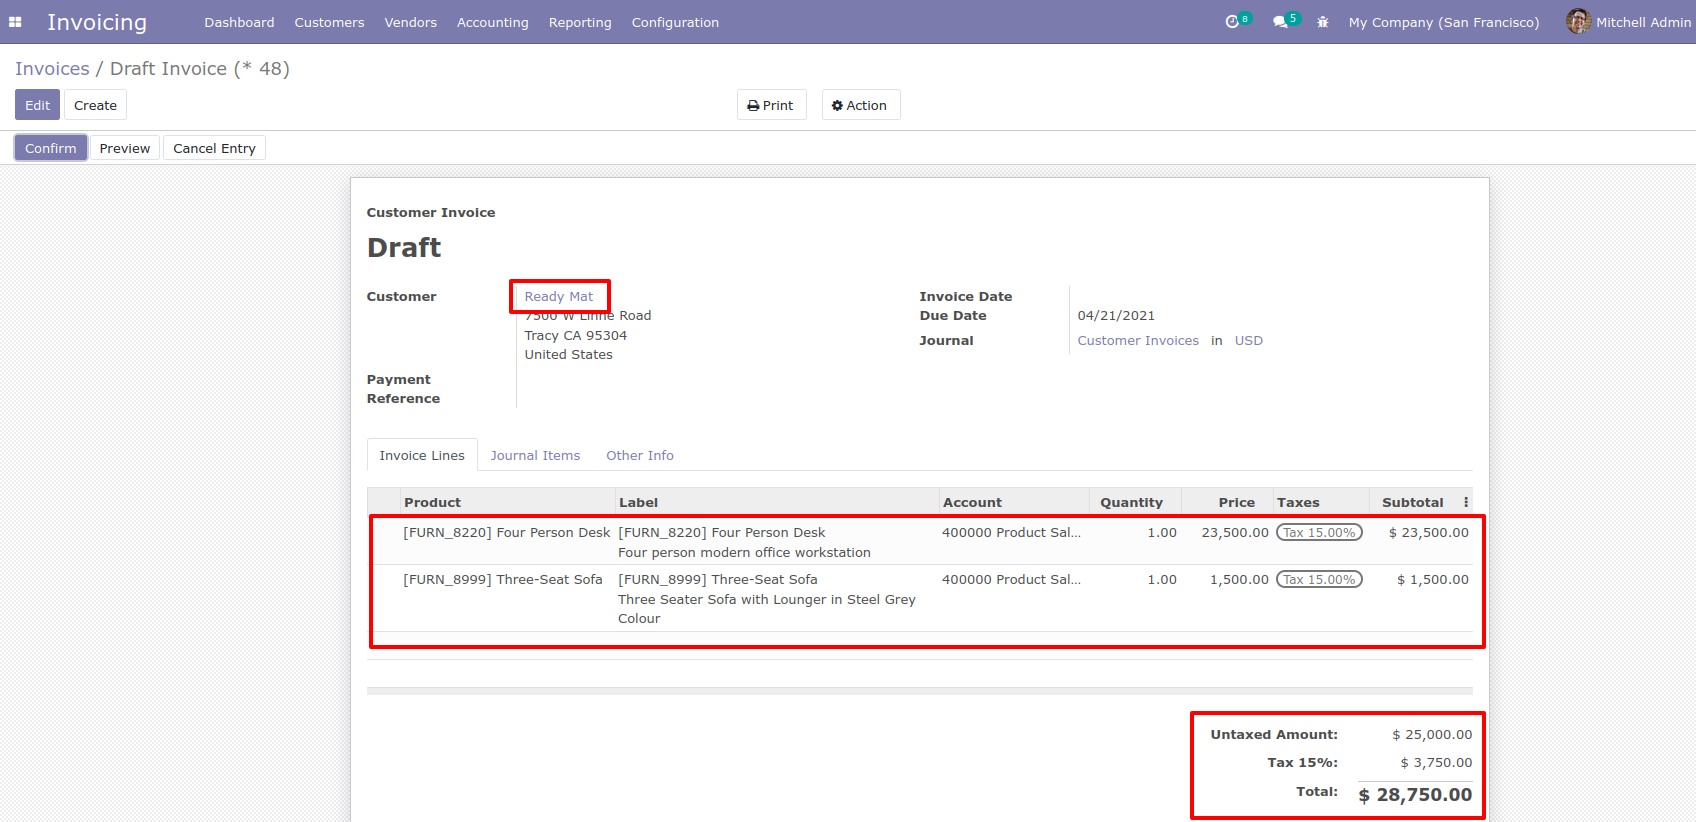 Invoicing Dashboard Customers Vendors Accounting Reporting Configuration 8 5 My Company (San Francisco) Mitchell Admin
Invoices / Draft Invoice (* 48)
Edit Create Print Action
Confirm Preview Cancel Entry
Customer Invoice
Draft
Customer Ready Mat Invoice Date
7500 W Linne Road Due Date 04/21/2021
Tracy CA 95304
Journal Customer Invoices in USD
United States
Payment
Reference
Invoice Lines Journal Items Other Info
Product Label Account Quantity Price Taxes Subtotal
[FURN_8220] Four Person Desk [FURN_8220] Four Person Desk 400000 Product Sal... 1.00 23,500.00 Tax 15.00% $ 23,500.00
Four person modern office workstation
[FURN_8999] Three-Seat Sofa [FURN_8999] Three-Seat Sofa 400000 Product Sal... 1.00 1,500.00 Tax 15.00% $ 1,500.00
Three Seater Sofa with Lounger in Steel Grey
Colour
Untaxed Amount: $ 25,000.00
Tax 15%: $ 3,750.00
Total: $ 28,750.00